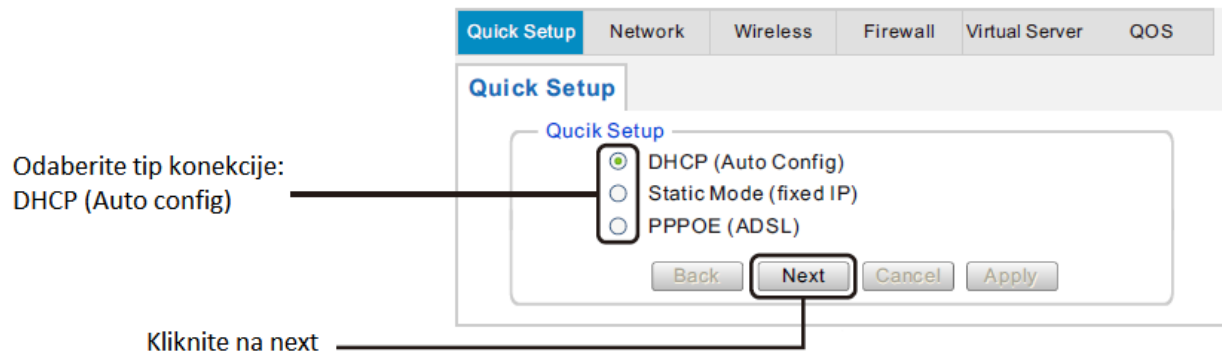 Quick Setup Network Wireless Firewall Virtual Server QOS
Quick Setup
Qucik Setup
Odaberite tip konekcije:
DHCP (Auto config)
DHCP (Auto Config)
Static Mode (fixed IP)
PPPOE (ADSL)
Back Next Cancel Apply
Kliknite na next